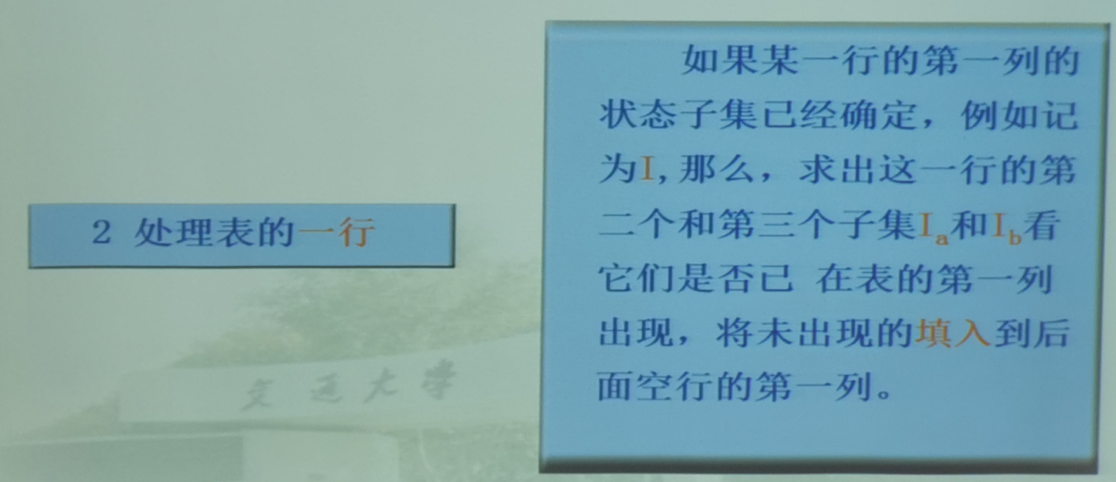 2 处理表的一行
如果某一行的第一列的
状态子集已经确定，例如记
为I,那么，求出这一行的第
二个和第三个子集Ia和Ib看
它们是否已 在表的第一列
出现，将未出现的填入到后
面空行的第一列。
交通大学